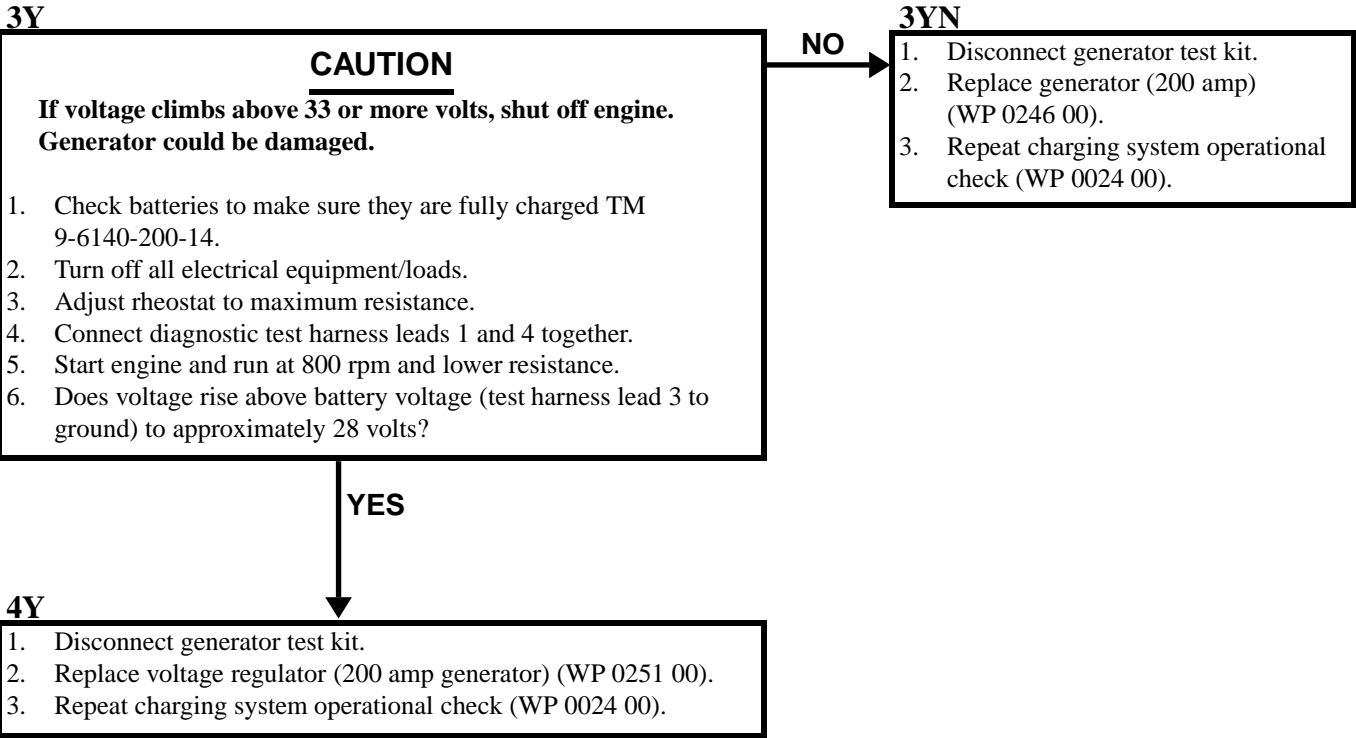 3Y
CAUTION
If voltage climbs above 33 or more volts, shut off engine.
Generator could be damaged.
1. Check batteries to make sure they are fully charged TM
9-6140-200-14.
2. Turn off all electrical equipment/loads.
3. Adjust rheostat to maximum resistance.
4. Connect diagnostic test harness leads 1 and 4 together.
5. Start engine and run at 800 rpm and lower resistance.
6. Does voltage rise above battery voltage (test harness lead 3 to
ground) to approximately 28 volts?
NO
3YN
1. Disconnect generator test kit.
2. Replace generator (200 amp)
(WP 0246 00).
3. Repeat charging system operational
check (WP 0024 00).
YES
4Y
1. Disconnect generator test kit.
2. Replace voltage regulator (200 amp generator) (WP 0251 00).
3. Repeat charging system operational check (WP 0024 00).